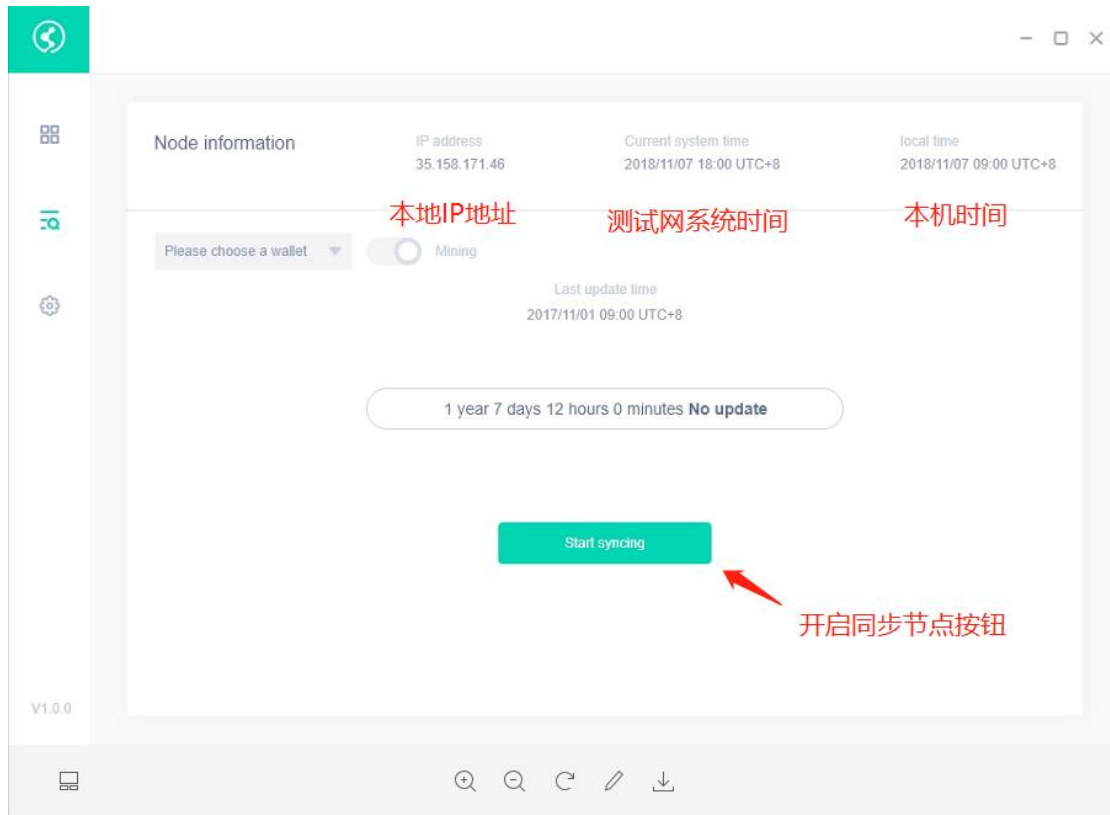 Node information
IP address
Current system time
local time
35.158.171.46
2018/11/07 18:00 UTC+8
2018/11/07 09:00 UTC+8
本地IP地址
测试网系统时间
本机时间
Please choose a wallet
Mining
Last update time
2017/11/01 09:00 UTC+8
1 year 7 days 12 hours 0 minutes No update
Start syncing
开启同步节点按钮
V1.0.0